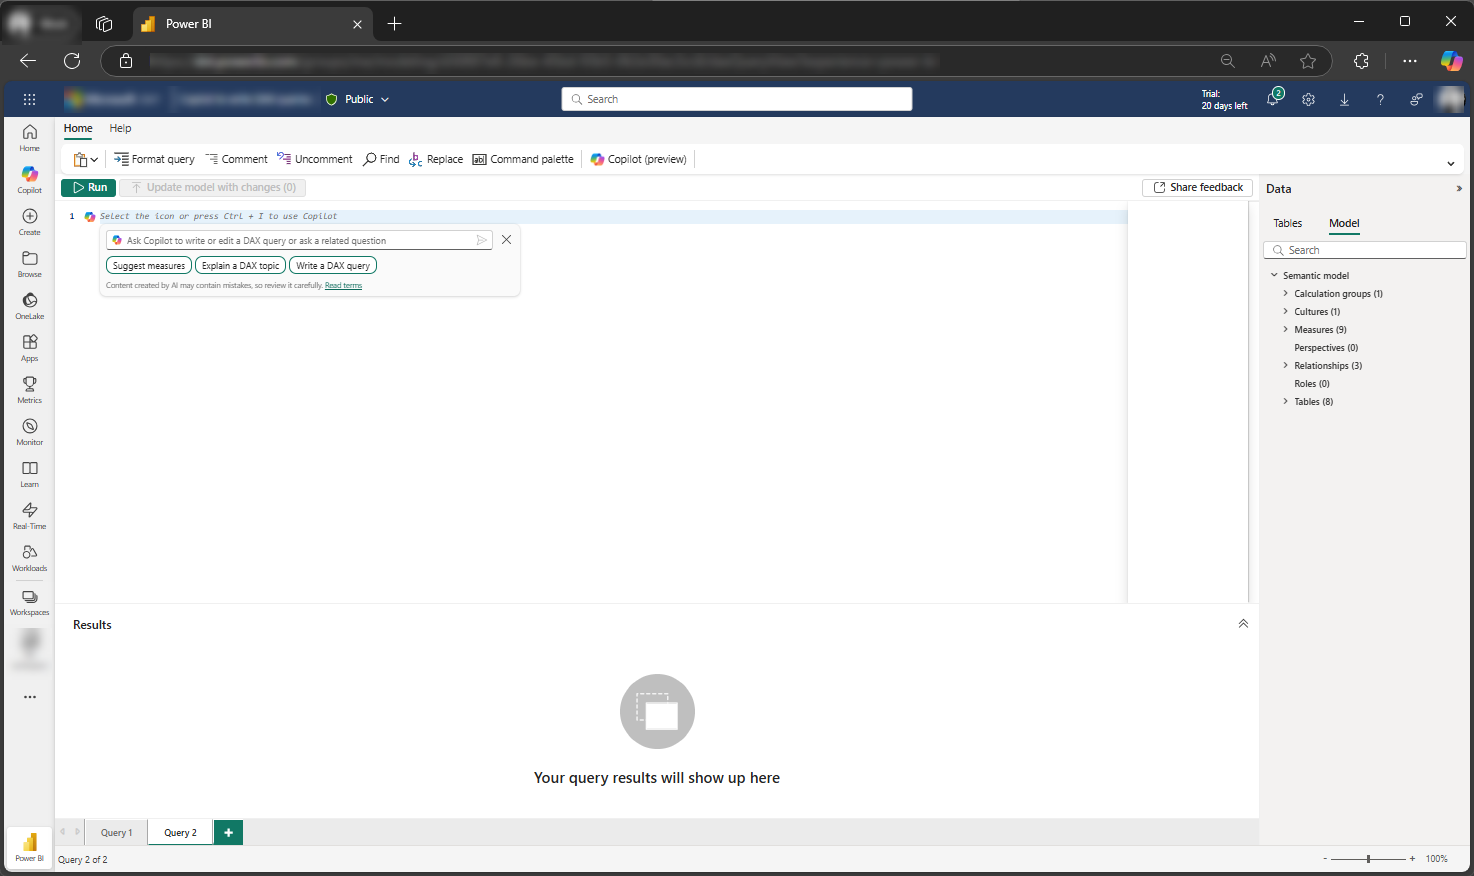 Power BI
Public
Search
Trial:
20 days left
2
Home
Help
Format query
Comment
Uncomment
Find
Replace
Command palette
Copilot (preview)
Run
Update model with changes (0)
Share feedback
1
Select the icon or press Ctrl + I to use Copilot
Ask Copilot to write or edit a DAX query or ask a related question
Suggest measures
Explain a DAX topic
Write a DAX query
Content created by AI may contain mistakes, so review it carefully. Read terms
Home
Copilot
Create
Browse
OneLake
Apps
Metrics
Monitor
Learn
Real-Time
Workloads
Workspaces
Power BI
Data
Tables
Model
Search
Semantic model
Calculation groups (1)
Cultures (1)
Measures (9)
Perspectives (0)
Relationships (3)
Roles (0)
Tables (8)
Results
Your query results will show up here
Query 1
Query 2
Query 2 of 2
100%